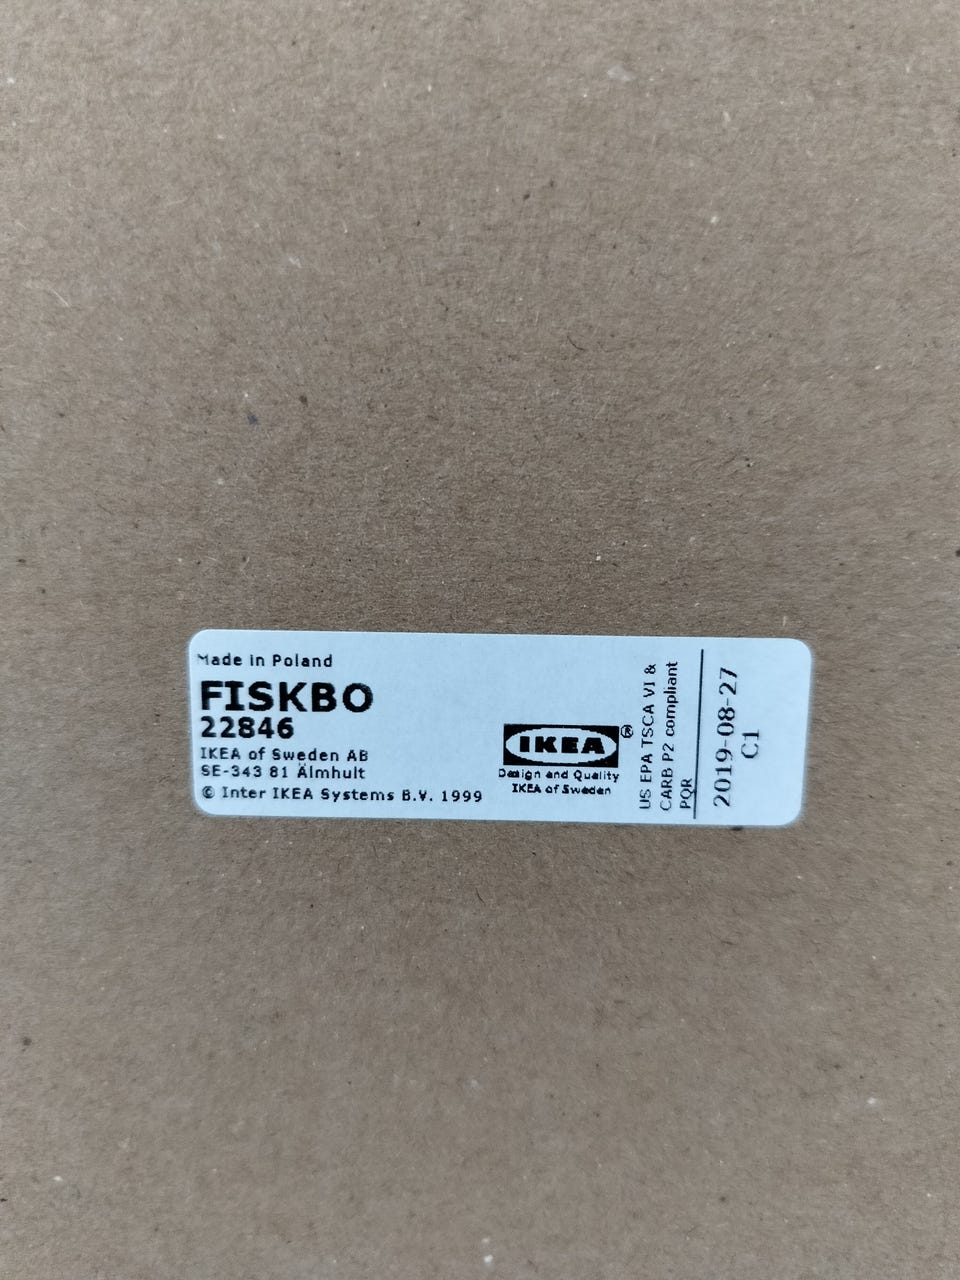 Made in Poland
FISKBO
22846
IKEA of Sweden AB
SE-343 81 Älmhult
© Inter IKEA Systems B.V. 1999
IKEA®
Design and Quality
IKEA of Sweden
US EPA TSCA VI &
CARB P2 compliant
PQR
2019-08-27
C1